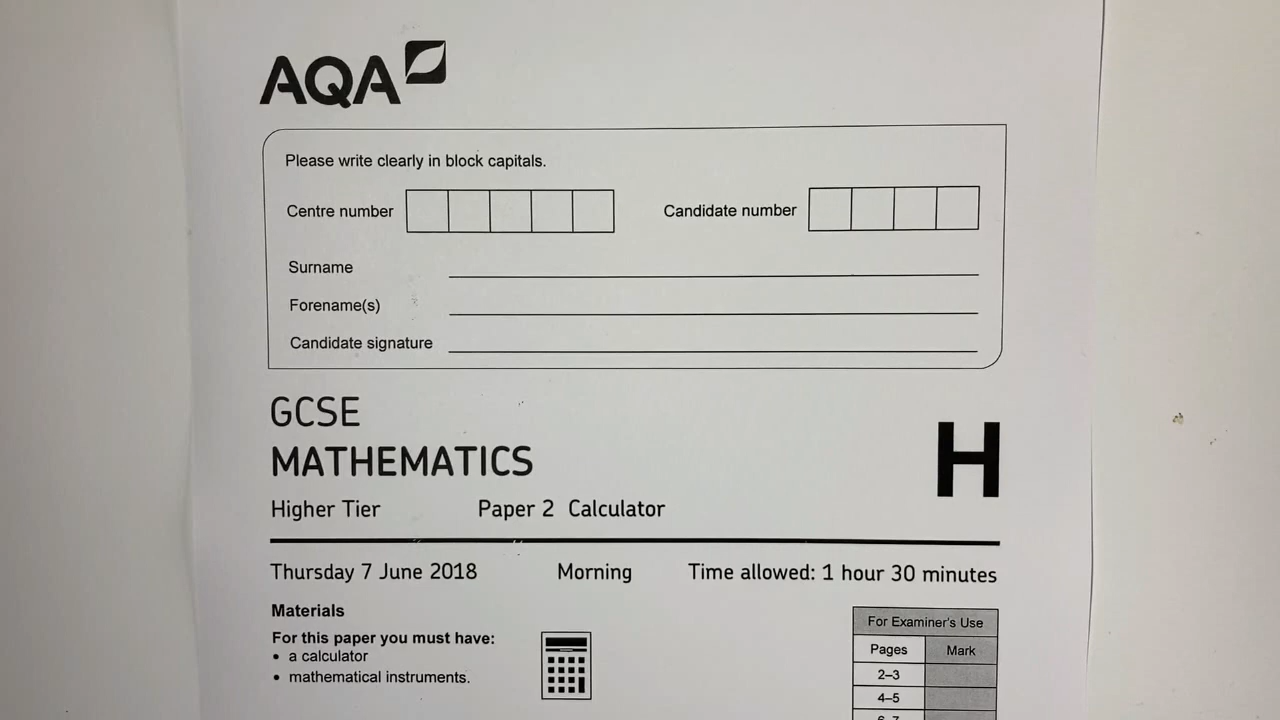 AQA
Please write clearly in block capitals.
Centre number Candidate number
Surname
Forename(s)
Candidate signature
GCSE
MATHEMATICS
H
Higher Tier Paper 2 Calculator
Thursday 7 June 2018 Morning Time allowed: 1 hour 30 minutes
Materials
For this paper you must have:
• a calculator
• mathematical instruments.
For Examiner's Use
Pages Mark
2–3
4–5
6–7